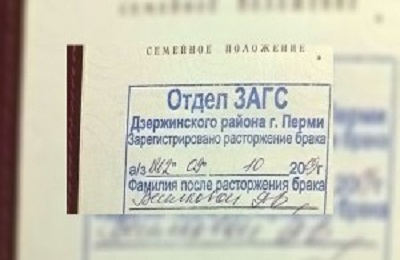 СЕМЕЙНОЕ ПОЛОЖЕНИЕ
Отдел ЗАГС
Дзержинского района г. Перми
Зарегистрировано расторжение брака
а/з 10 20 г
Фамилия после расторжения брака